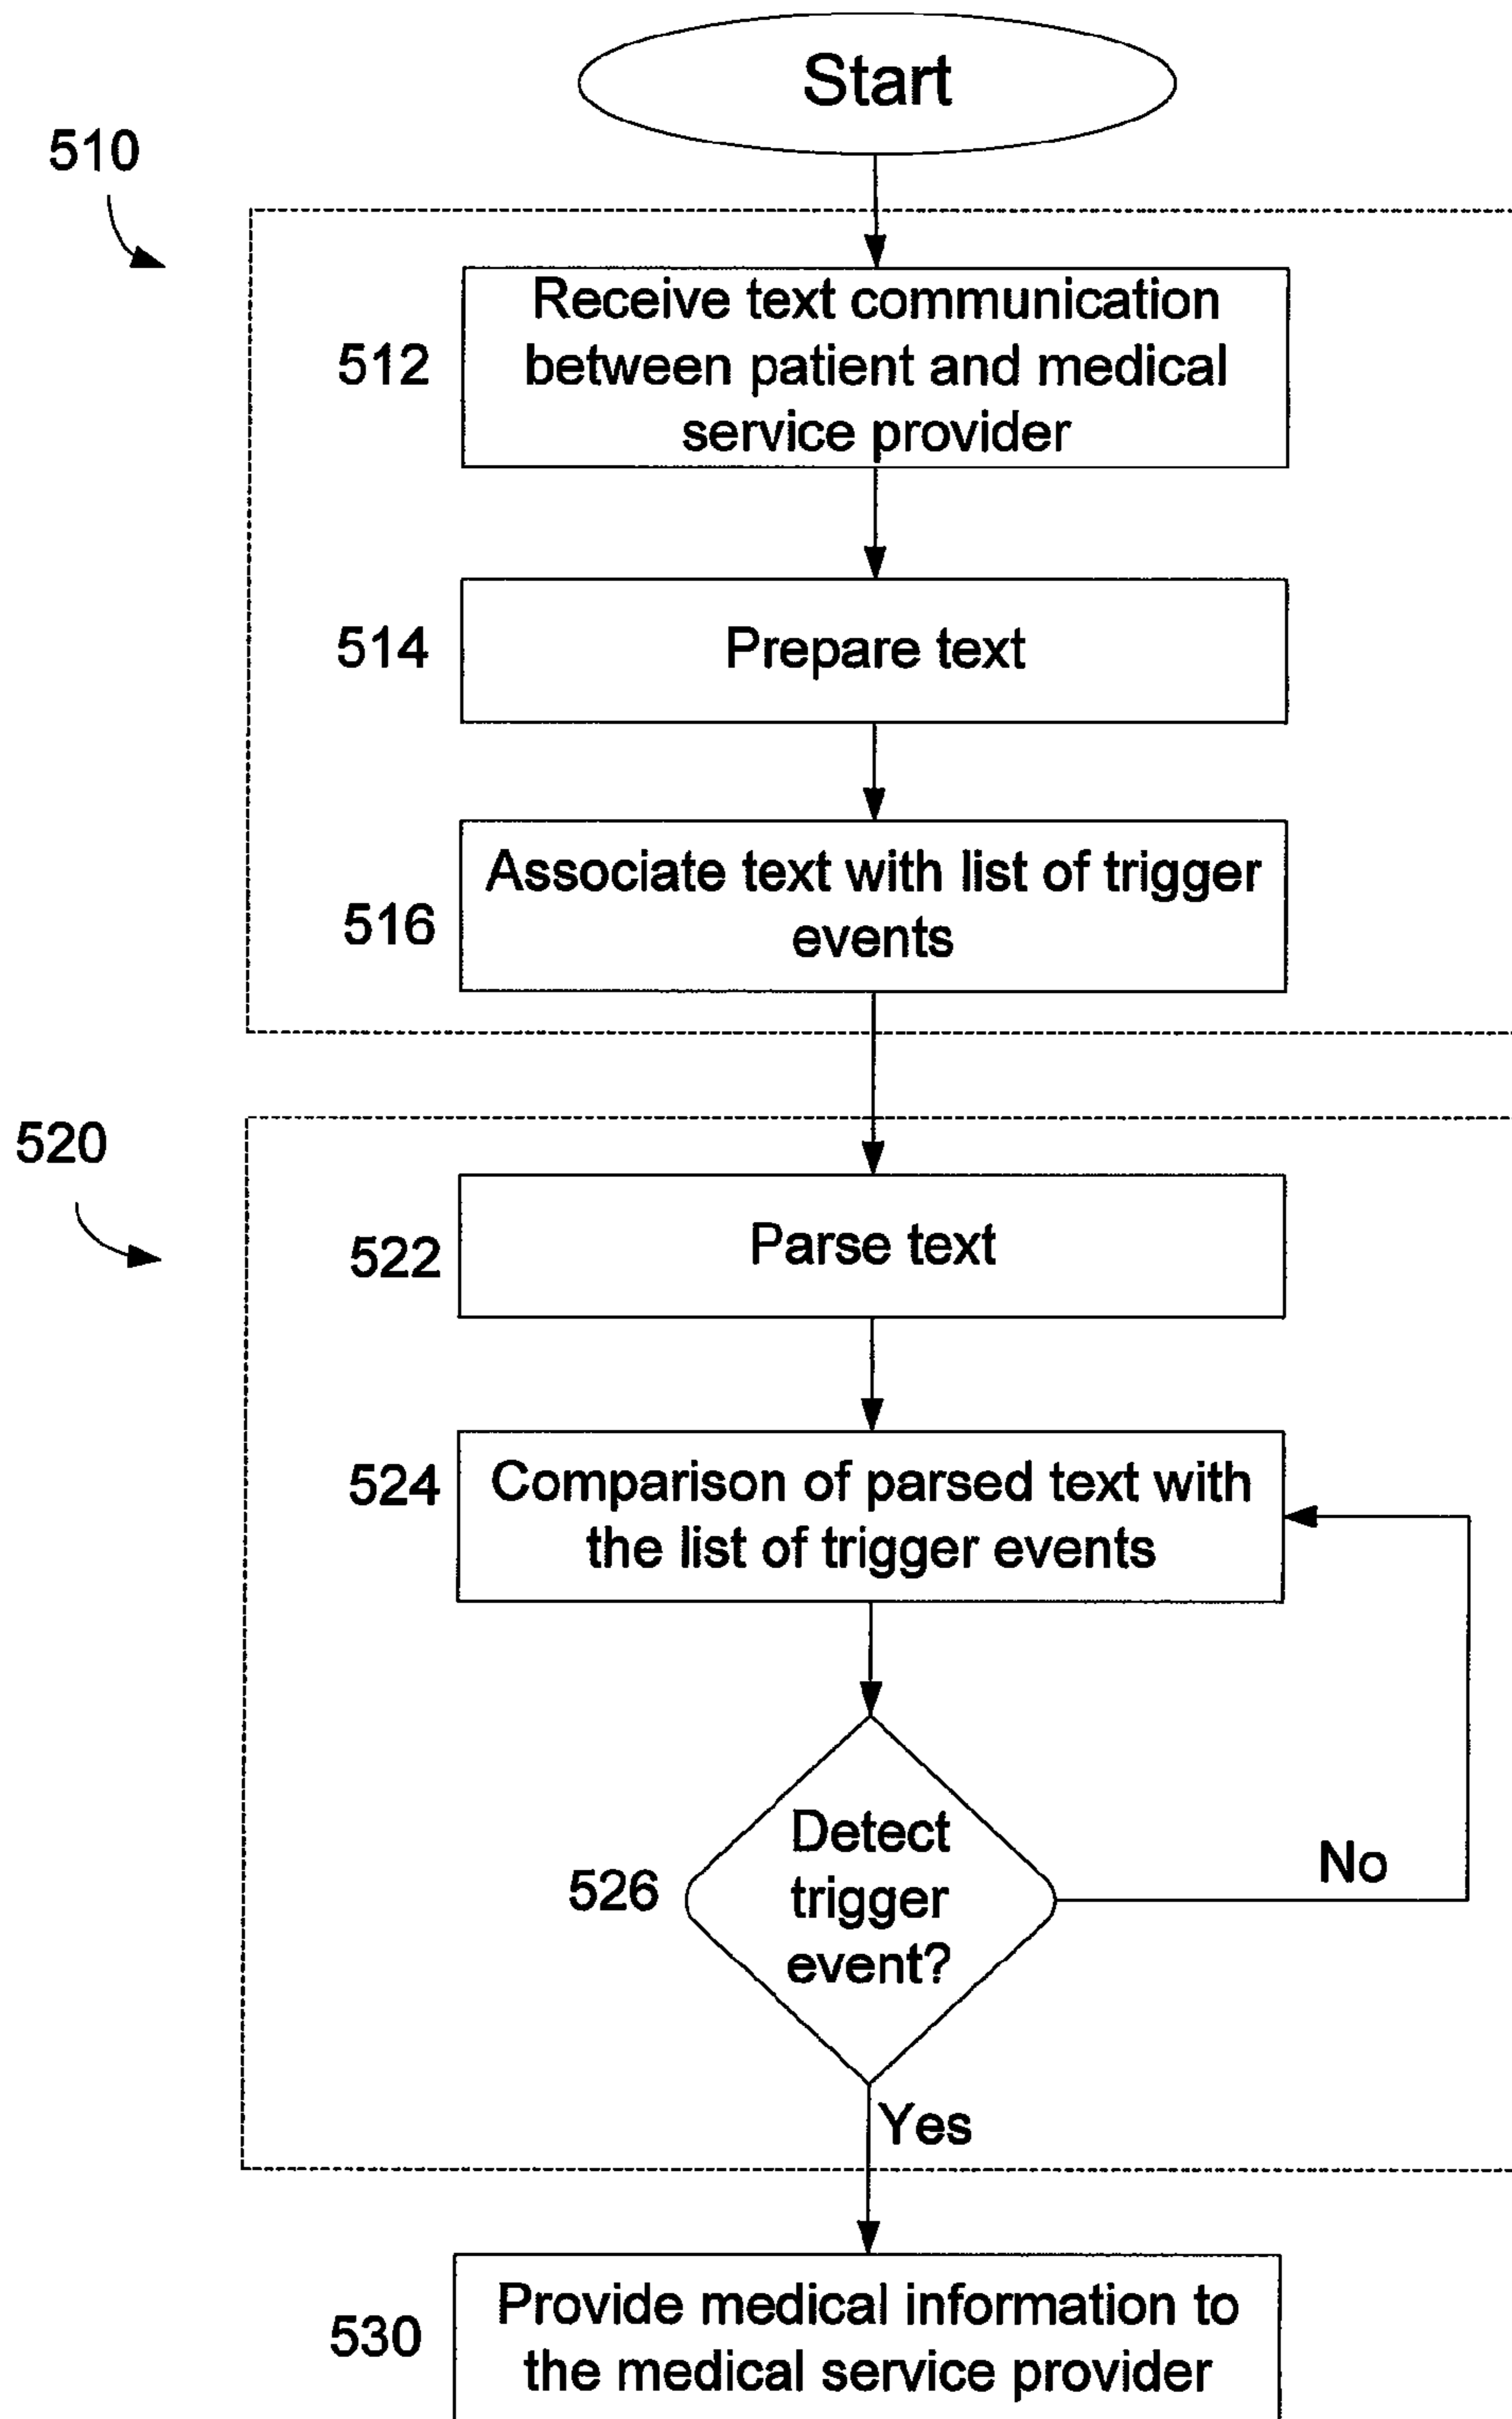 Start
510
Receive text communication
between patient and medical
service provider
512
Prepare text
514
Associate text with list of trigger
events
516
520
Parse text
522
524
Comparison of parsed text with
the list of trigger events
Detect
trigger
event?
526
No
Yes
Provide medical information to
the medical service provider
530